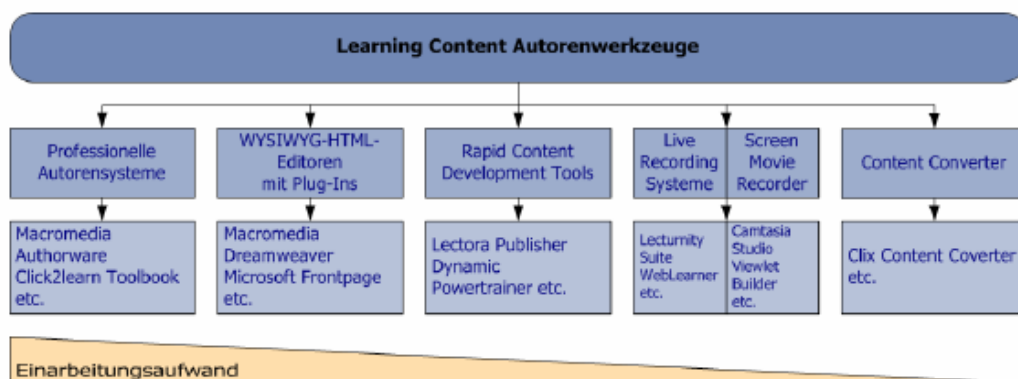 Learning Content Autorenwerkzeuge
Professionelle
Autorensysteme
WYSIWYG-HTML-
Editoren
mit Plug-Ins
Rapid Content
Development Tools
Live
Recording
Systeme
Screen
Movie
Recorder
Content Converter
Macromedia
Authorware
Click2learn Toolbook
etc.
Macromedia
Dreamweaver
Microsoft Frontpage
etc.
Lectora Publisher
Dynamic
Powertrainer etc.
Lecturnity
Suite
WebLearner
etc.
Camtasia
Studio
Viewlet
Builder
etc.
Clix Content Coverter
etc.
Einarbeitungsaufwand